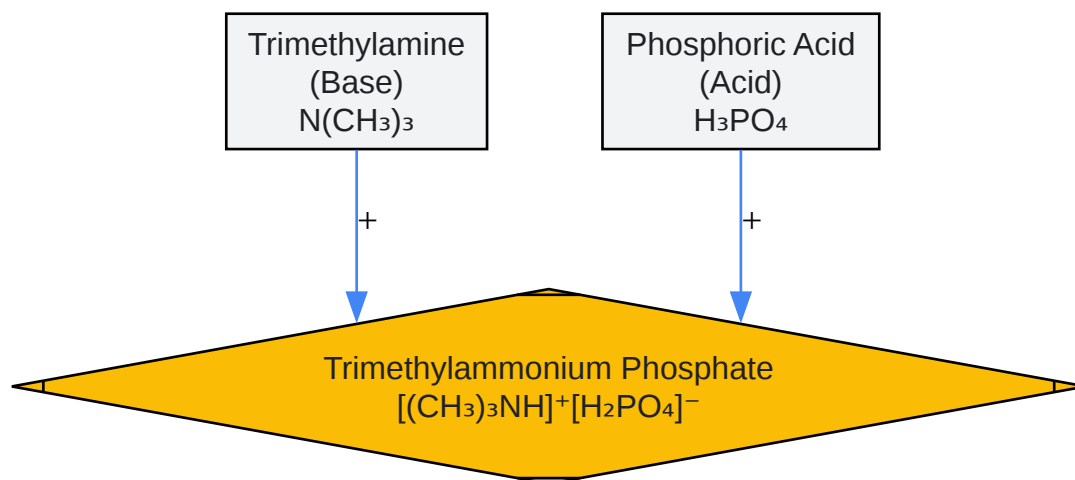 Trimethylamine
(Base)
N(CH₃)₃
Phosphoric Acid
(Acid)
H₃PO₄
+
+
Trimethylammonium Phosphate
[(CH₃)₃NH]⁺[H₂PO₄]⁻